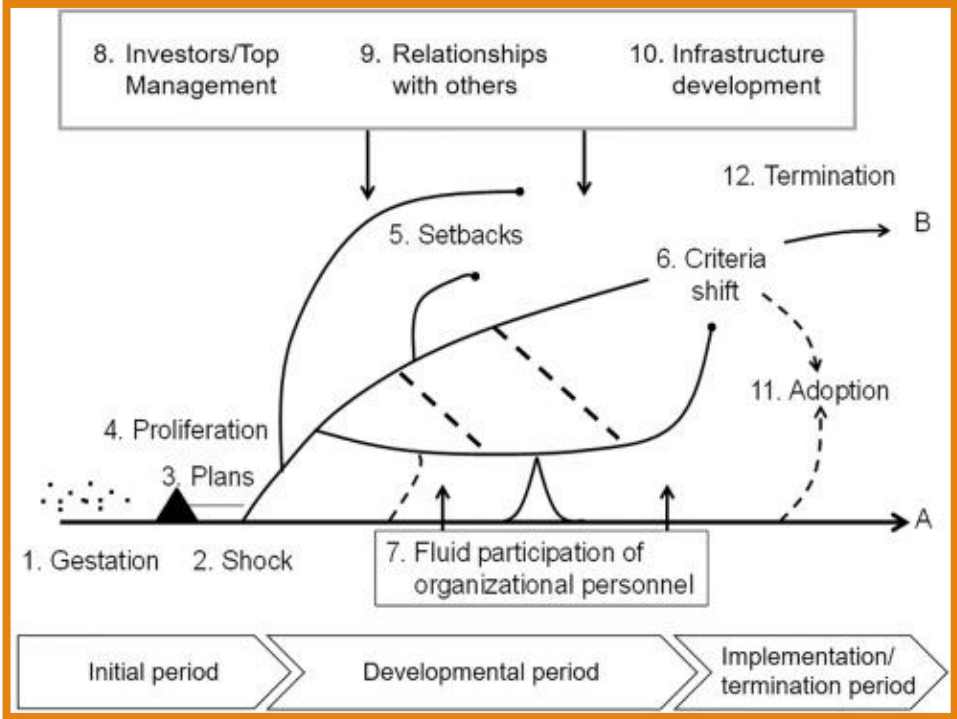 8. Investors/Top
Management
9. Relationships
with others
10. Infrastructure
development
12. Termination
B
5. Setbacks
6. Criteria
shift
11. Adoption
4. Proliferation
3. Plans
A
1. Gestation
2. Shock
7. Fluid participation of
organizational personnel
Initial period
Developmental period
Implementation/
termination period